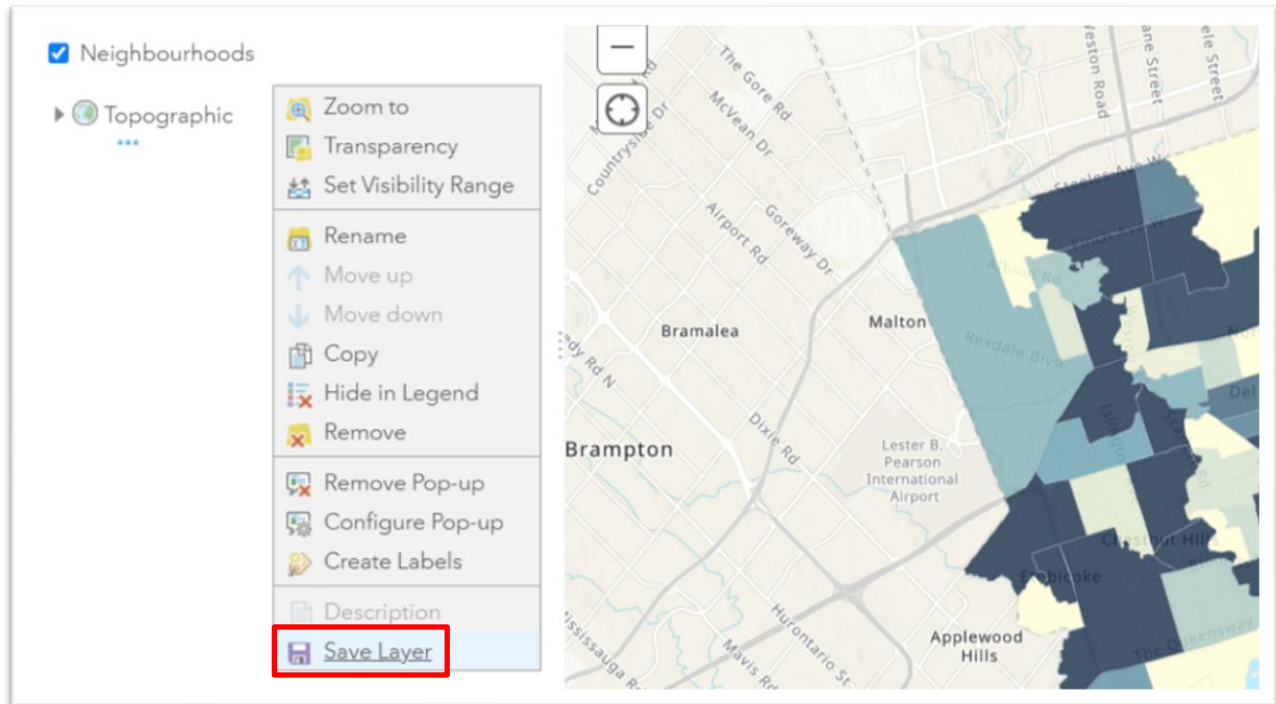 Neighbourhoods
Topographic
Zoom to
Transparency
Set Visibility Range
Rename
Move up
Move down
Copy
Hide in Legend
Remove
Remove Pop-up
Configure Pop-up
Create Labels
Description
Save Layer
The Gore Rd
McVean Dr
Countryside Dr
Airport Rd
Goreway Dr
Weston Road
Steeles Ave W
Albion Rd
Malton
Bramalea
Rexdale Blvd
Dixie Rd
Brampton
Lester B.
Pearson
International
Airport
Chestnut Hills
Etobicoke
Applewood
Hills
The Queensway
Hurontario St
Mavis Rd